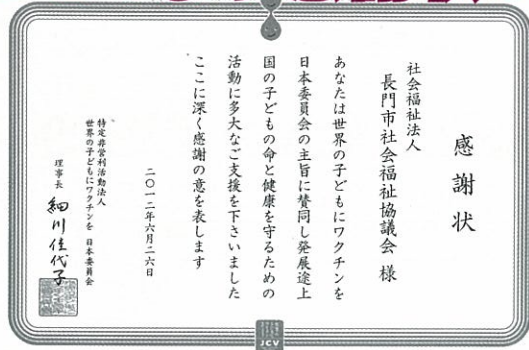 感謝状
社会福祉法人
長門市社会福祉協議会 様
あなたは世界の子どもにワクチンを
日本委員会の主旨に賛同し発展途上
国の子どもの命と健康を守るための
活動に多大なご支援を下さいました
ここに深く感謝の意を表します
二〇一二年六月二六日
特定非営利活動法人
世界の子どもにワクチンを 日本委員会
理事長 細川佳代子
JCV